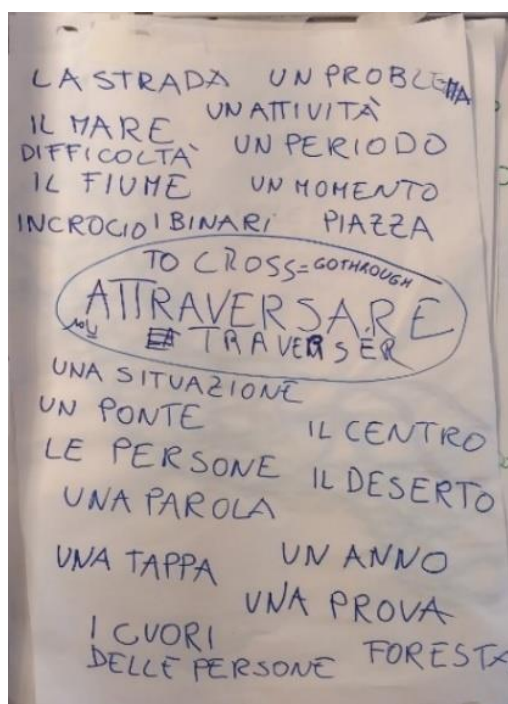 LA STRADA UN PROBLEMA
UN ATTIVITÀ
IL MARE
DIFFICOLTÀ UN PERIODO
IL FIUME UN MOMENTO
INCROCIO I BINARI PIAZZA
TO CROSS = GO THROUGH
ATTRAVERSARE
TRAVERSER
UNA SITUAZIONE
UN PONTE IL CENTRO
LE PERSONE IL DESERTO
UNA PAROLA
UNA TAPPA UN ANNO
UNA PROVA
I CUORI
DELLE PERSONE FORESTA